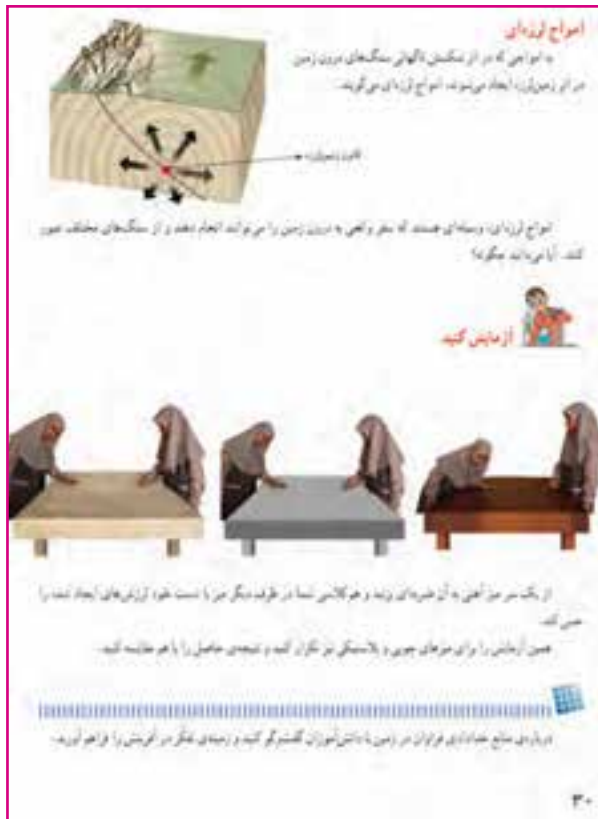 امواج لرزه‌ای
به امواجی که در اثر شکستن ناگهانی سنگ‌های درون زمین
در اثر زمین‌لرزه ایجاد می‌شوند، امواج لرزه‌ای می‌گویند.
کانون زمین‌لرزه
امواج لرزه‌ای، وسیله‌ای هستند که سفر واقعی به درون زمین را می‌توانند انجام دهند و از سنگ‌های مختلف عبور
کنند. آیا می‌دانید چگونه؟
آزمایش کنید
از یک سر میز آهنی به آن ضربه‌ای بزنید و هم‌کلاسی شما در طرف دیگر میز با دست خود لرزش‌های ایجاد شده را
حس کند.
همین آزمایش را برای میزهای چوبی و پلاستیکی نیز تکرار کنید و نتیجه‌ی حاصل را با هم مقایسه کنید.
درباره‌ی منابع خدادادی فراوان در زمین با دانش‌آموزان گفت‌وگو کنید و زمینه‌ی تفکّر در آفرینش را فراهم آورید.
۳۰